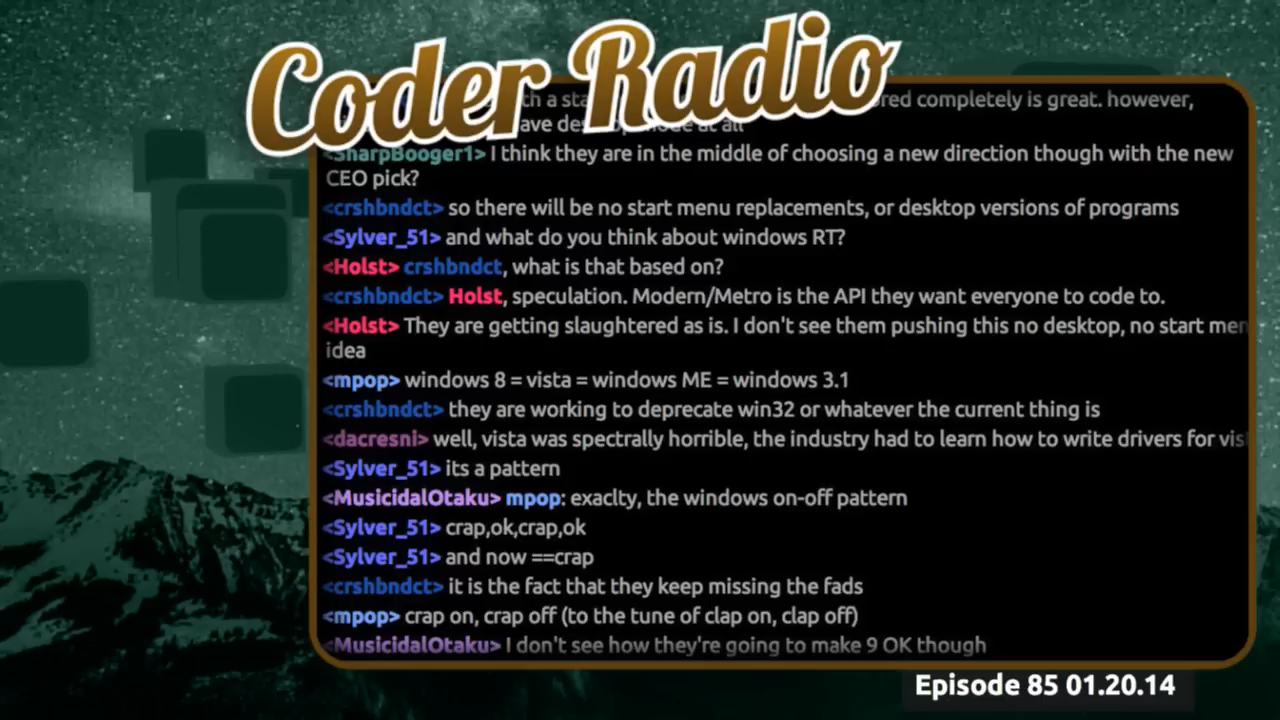 Coder Radio
red completely is great. however,
at all
<SharpBooger1> I think they are in the middle of choosing a new direction though with the new
CEO pick?
<crshbndct> so there will be no start menu replacements, or desktop versions of programs
<Sylver_51> and what do you think about windows RT?
<Holst> crshbndct, what is that based on?
<crshbndct> Holst, speculation. Modern/Metro is the API they want everyone to code to.
<Holst> They are getting slaughtered as is. I don't see them pushing this no desktop, no start men
idea
<mpop> windows 8 = vista = windows ME = windows 3.1
<crshbndct> they are working to deprecate win32 or whatever the current thing is
<dacresni> well, vista was spectrally horrible, the industry had to learn how to write drivers for vis
<Sylver_51> its a pattern
<MusicidalOtaku> mpop: exaclty, the windows on-off pattern
<Sylver_51> crap,ok,crap,ok
<Sylver_51> and now ==crap
<crshbndct> it is the fact that they keep missing the fads
<mpop> crap on, crap off (to the tune of clap on, clap off)
<MusicidalOtaku> I don't see how they're going to make 9 OK though
Episode 85 01.20.14